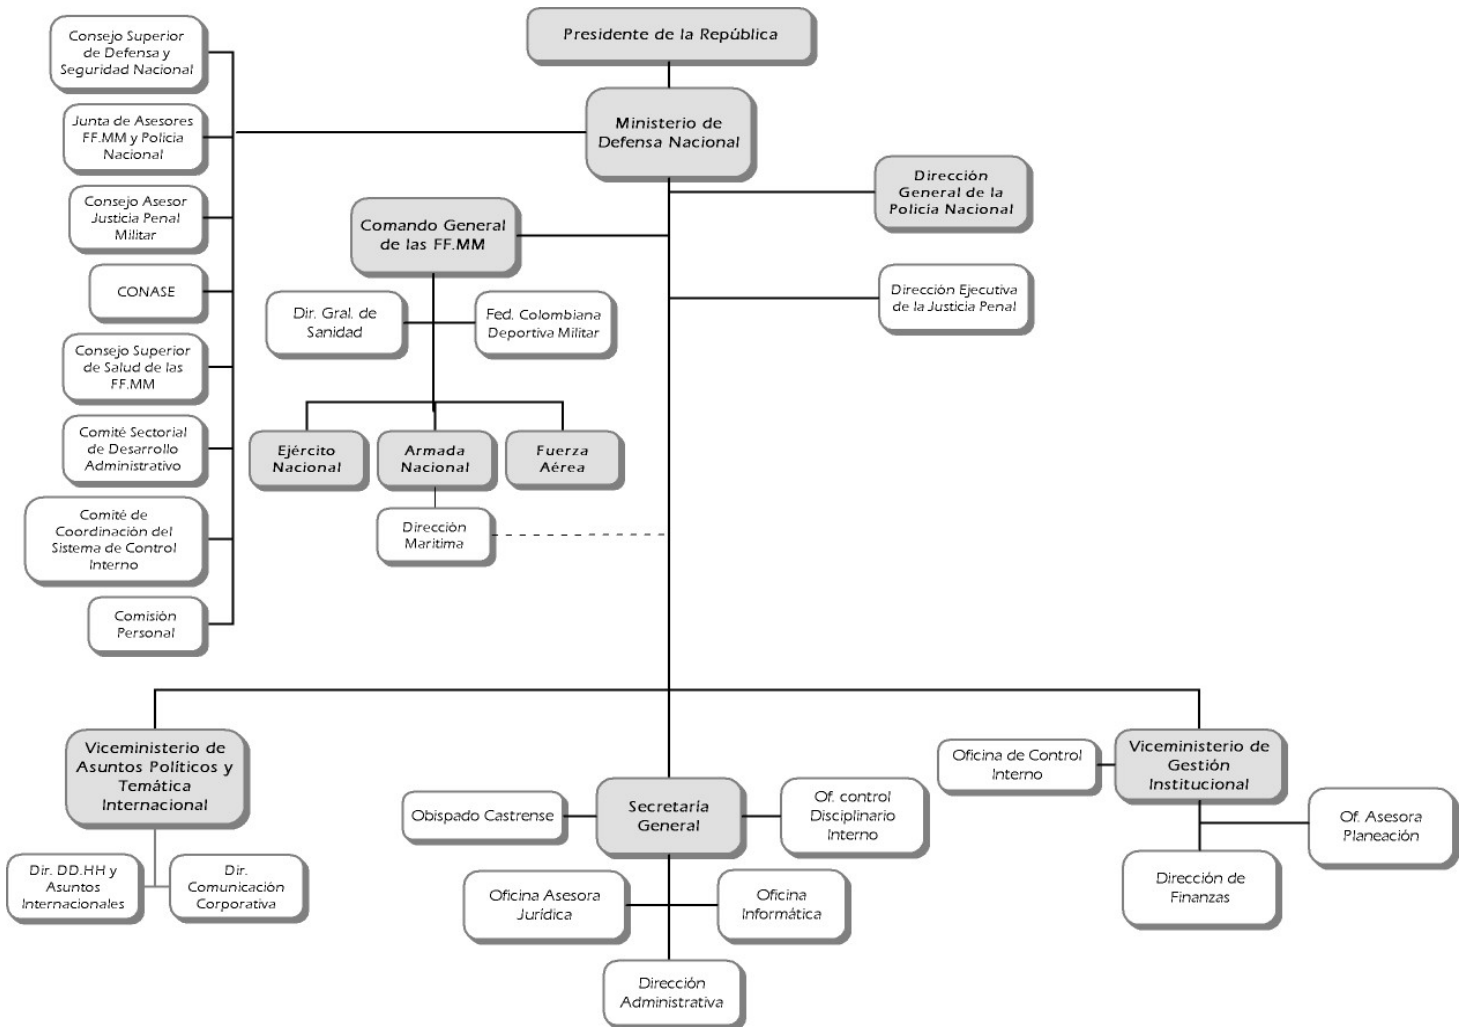 Presidente de la República
Ministerio de
Defensa Nacional
Consejo Superior
de Defensa y
Seguridad Nacional
Junta de Asesores
FF.MM y Policia
Nacional
Consejo Asesor
Justicia Penal
Militar
CONASE
Consejo Superior
de Salud de las
FF.MM
Comité Sectorial
de Desarrollo
Administrativo
Comité de
Coordinación del
Sistema de Control
Interno
Comisión
Personal
Dirección
General de la
Policia Nacional
Dirección Ejecutiva
de la Justicia Penal
Comando General
de las FF.MM
Dir. Gral. de
Sanidad
Fed. Colombiana
Deportiva Militar
Ejército
Nacional
Armada
Nacional
Fuerza
Aérea
Dirección
Maritima
Viceministerio de
Asuntos Políticos y
Temática
Internacional
Dir. DD.HH y
Asuntos
Internacionales
Dir.
Comunicación
Corporativa
Secretaría
General
Obispado Castrense
Of. control
Disciplinario
Interno
Oficina Asesora
Jurídica
Oficina
Informática
Dirección
Administrativa
Viceministerio de
Gestión
Institucional
Oficina de Control
Interno
Of. Asesora
Planeación
Dirección de
Finanzas